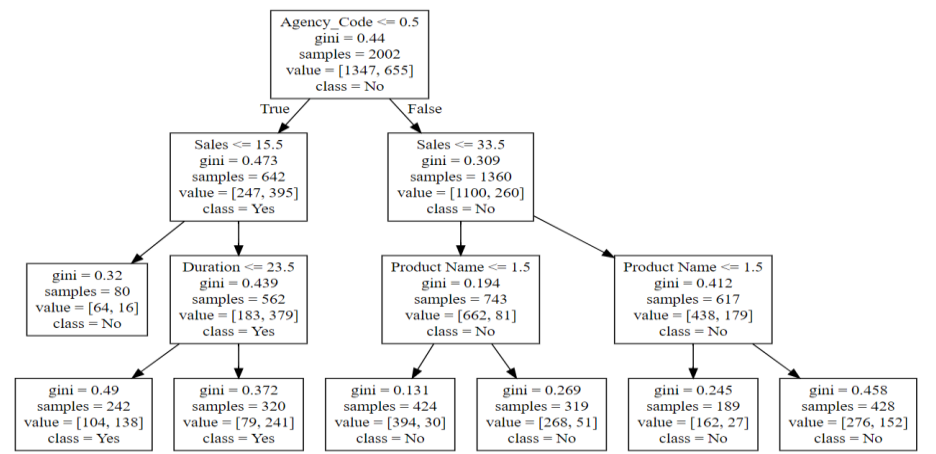 Agency_Code <= 0.5
gini = 0.44
samples = 2002
value = [1347, 655]
class = No
True
False
Sales <= 15.5
gini = 0.473
samples = 642
value = [247, 395]
class = Yes
Sales <= 33.5
gini = 0.309
samples = 1360
value = [1100, 260]
class = No
gini = 0.32
samples = 80
value = [64, 16]
class = No
Duration <= 23.5
gini = 0.439
samples = 562
value = [183, 379]
class = Yes
Product Name <= 1.5
gini = 0.194
samples = 743
value = [662, 81]
class = No
Product Name <= 1.5
gini = 0.412
samples = 617
value = [438, 179]
class = No
gini = 0.49
samples = 242
value = [104, 138]
class = Yes
gini = 0.372
samples = 320
value = [79, 241]
class = Yes
gini = 0.131
samples = 424
value = [394, 30]
class = No
gini = 0.269
samples = 319
value = [268, 51]
class = No
gini = 0.245
samples = 189
value = [162, 27]
class = No
gini = 0.458
samples = 428
value = [276, 152]
class = No